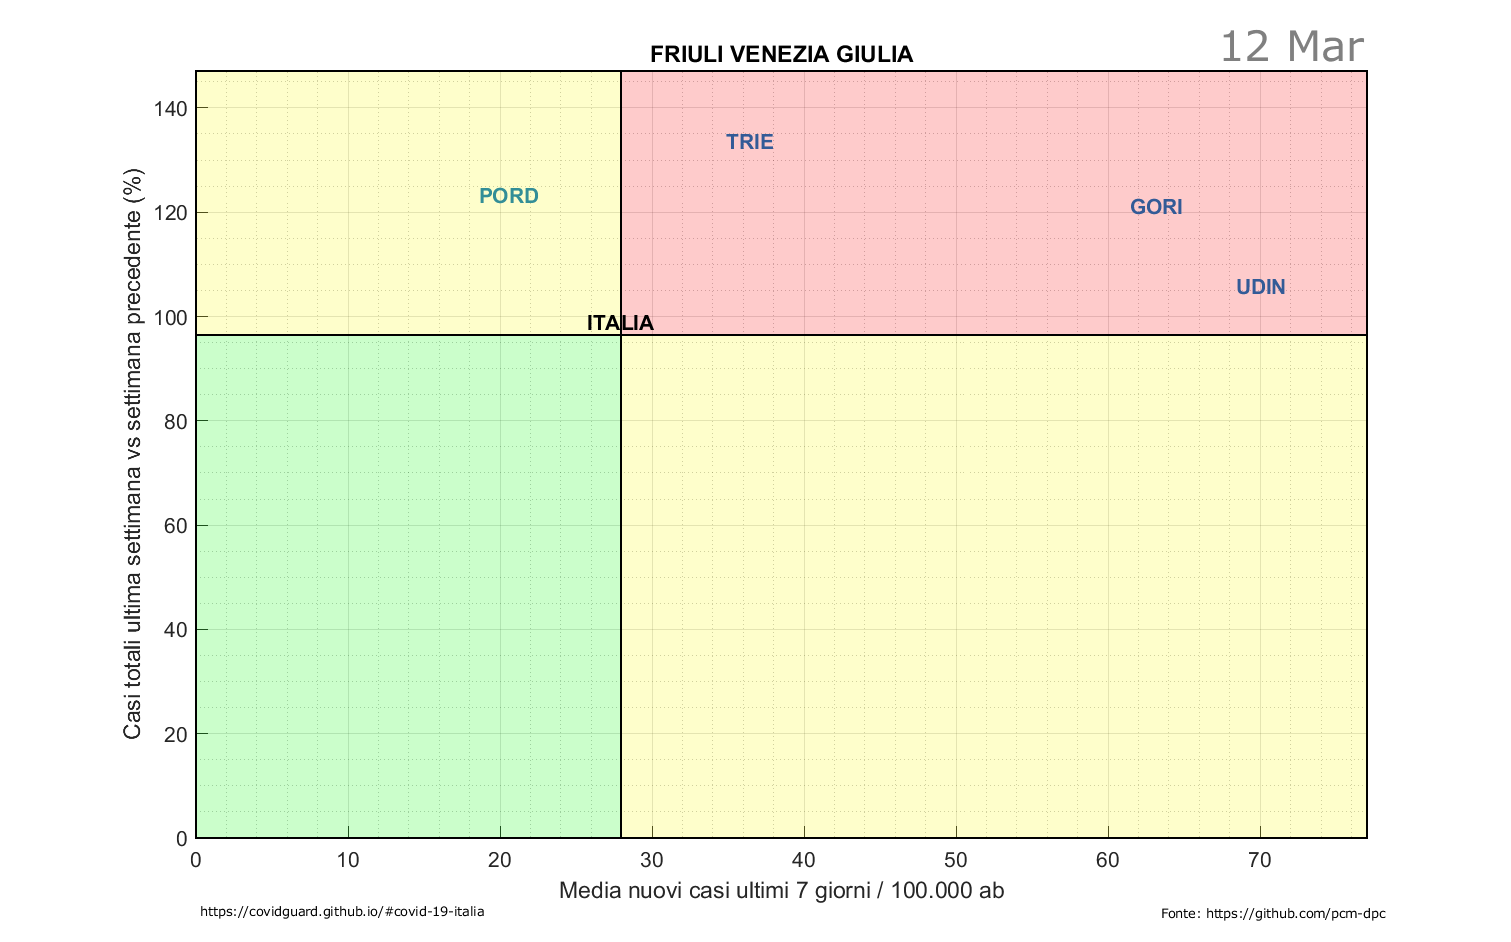 12 Mar
FRIULI VENEZIA GIULIA
Casi totali ultima settimana vs settimana precedente (%)
140
120
100
80
60
40
20
0
TRIE
PORD
GORI
UDIN
ITALIA
0 10 20 30 40 50 60 70
Media nuovi casi ultimi 7 giorni / 100.000 ab
https://covidguard.github.io/#covid-19-italia
Fonte: https://github.com/pcm-dpc